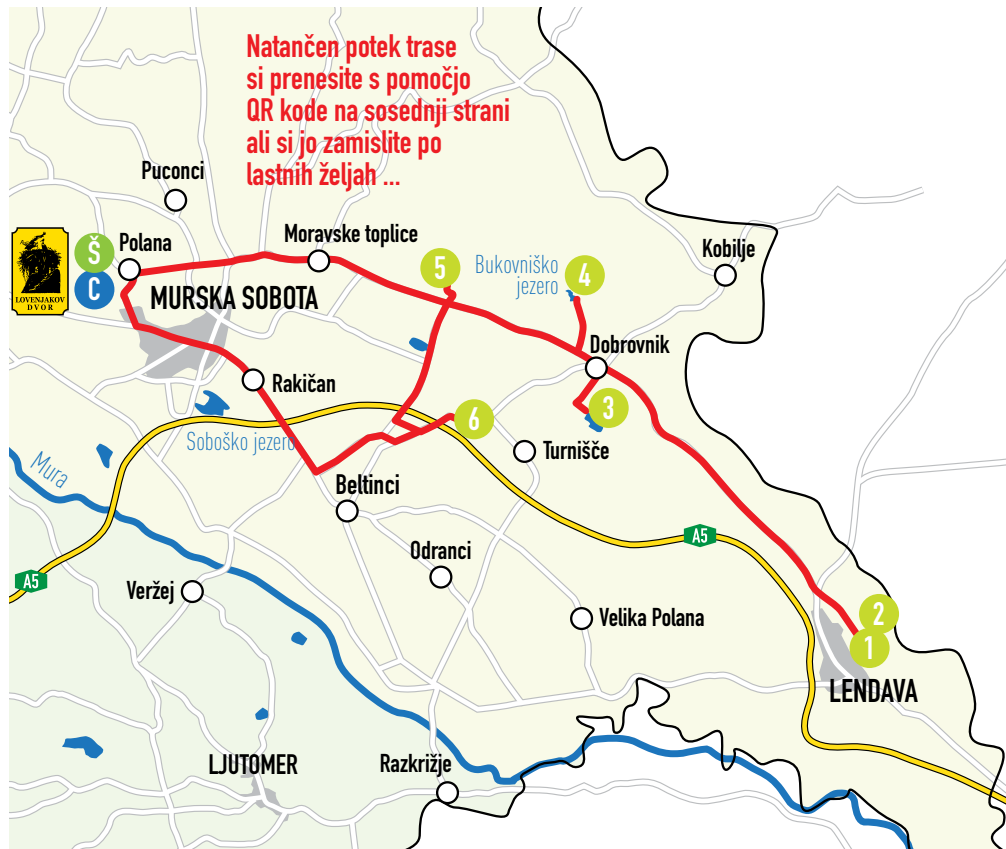 Natančen potek trase
si prenesite s pomočjo
QR kode na sosednji strani
ali si jo zamislite po
lastnih željah ...
Puconci
Moravske toplice
Kobilje
Š
Polana
C
LOVENJAKOV
DVOR
MURSKA SOBOTA
5
Bukovniško
jezero
4
Dobrovnik
Rakičan
3
6
Soboško jezero
Turnišče
Mura
Beltinci
A5
Odranci
A5
Veržej
Velika Polana
2
1
LENDAVA
LJUTOMER
Razkrižje